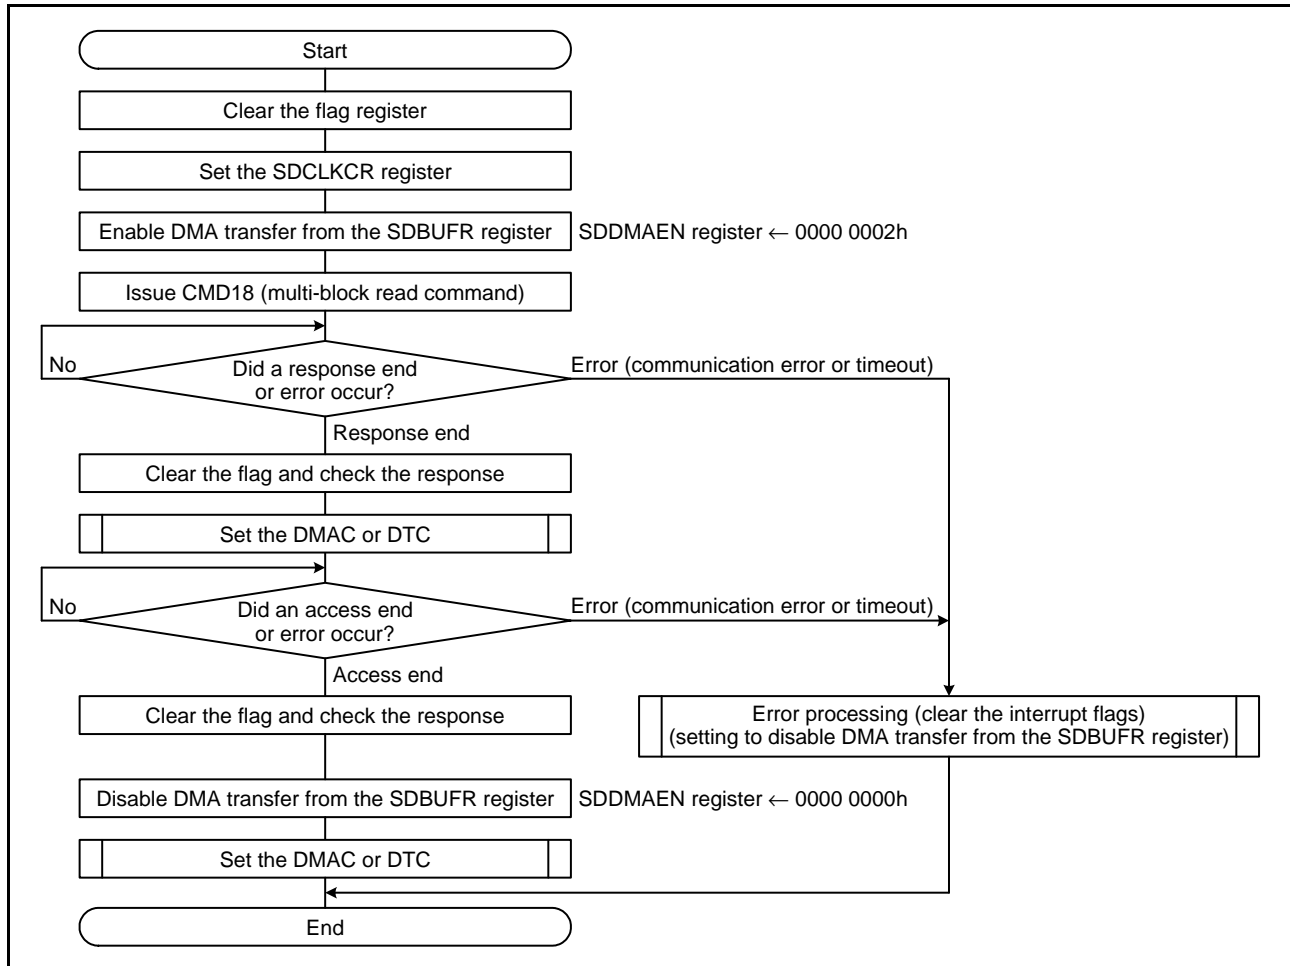 Start
Clear the flag register
Set the SDCLKCR register
Enable DMA transfer from the SDBUFR register
SDDMAEN register ← 0000 0002h
Issue CMD18 (multi-block read command)
No
Did a response end
or error occur?
Error (communication error or timeout)
Response end
Clear the flag and check the response
Set the DMAC or DTC
No
Did an access end
or error occur?
Error (communication error or timeout)
Access end
Clear the flag and check the response
Error processing (clear the interrupt flags)
(setting to disable DMA transfer from the SDBUFR register)
Disable DMA transfer from the SDBUFR register
SDDMAEN register ← 0000 0000h
Set the DMAC or DTC
End